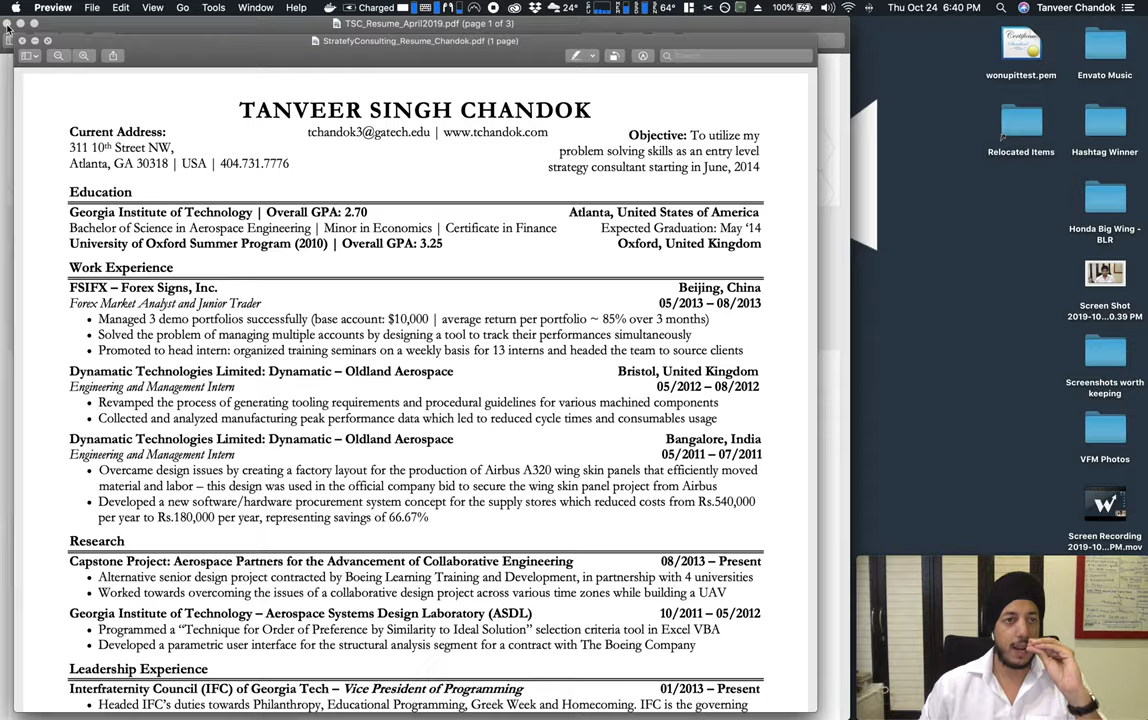 Preview File Edit View Go Tools Window Help Charged 24° 64° 100% Thu Oct 24 6:40 PM Tanveer Chandok
TSC_Resume_April2019.pdf (page 1 of 3)
StratefyConsulting_Resume_Chandok.pdf (1 page)
Search
TANVEER SINGH CHANDOK
Current Address:
311 10th Street NW,
Atlanta, GA 30318 | USA | 404.731.7776
tchandok3@gatech.edu | www.tchandok.com
Objective: To utilize my
problem solving skills as an entry level
strategy consultant starting in June, 2014
Education
Georgia Institute of Technology | Overall GPA: 2.70 Atlanta, United States of America
Bachelor of Science in Aerospace Engineering | Minor in Economics | Certificate in Finance Expected Graduation: May ‘14
University of Oxford Summer Program (2010) | Overall GPA: 3.25 Oxford, United Kingdom
Work Experience
FSIFX – Forex Signs, Inc. Beijing, China
Forex Market Analyst and Junior Trader 05/2013 – 08/2013
• Managed 3 demo portfolios successfully (base account: $10,000 | average return per portfolio ~ 85% over 3 months)
• Solved the problem of managing multiple accounts by designing a tool to track their performances simultaneously
• Promoted to head intern: organized training seminars on a weekly basis for 13 interns and headed the team to source clients
Dynamatic Technologies Limited: Dynamatic – Oldland Aerospace Bristol, United Kingdom
Engineering and Management Intern 05/2012 – 08/2012
• Revamped the process of generating tooling requirements and procedural guidelines for various machined components
• Collected and analyzed manufacturing peak performance data which led to reduced cycle times and consumables usage
Dynamatic Technologies Limited: Dynamatic – Oldland Aerospace Bangalore, India
Engineering and Management Intern 05/2011 – 07/2011
• Overcame design issues by creating a factory layout for the production of Airbus A320 wing skin panels that efficiently moved
material and labor – this design was used in the official company bid to secure the wing skin panel project from Airbus
• Developed a new software/hardware procurement system concept for the supply stores which reduced costs from Rs.540,000
per year to Rs.180,000 per year, representing savings of 66.67%
Research
Capstone Project: Aerospace Partners for the Advancement of Collaborative Engineering 08/2013 – Present
• Alternative senior design project contracted by Boeing Learning Training and Development, in partnership with 4 universities
• Worked towards overcoming the issues of a collaborative design project across various time zones while building a UAV
Georgia Institute of Technology – Aerospace Systems Design Laboratory (ASDL) 10/2011 – 05/2012
• Programmed a “Technique for Order of Preference by Similarity to Ideal Solution” selection criteria tool in Excel VBA
• Developed a parametric user interface for the structural analysis segment for a contract with The Boeing Company
Leadership Experience
Interfraternity Council (IFC) of Georgia Tech – Vice President of Programming 01/2013 – Present
• Headed IFC’s duties towards Philanthropy, Educational Programming, Greek Week and Homecoming. IFC is the governing
wonupittest.pem
Envato Music
Relocated Items
Hashtag Winner
Honda Big Wing -
BLR
Screen Shot
2019-10...0.39 PM
Screenshots worth
keeping
VFM Photos
Screen Recording
2019-10...PM.mov